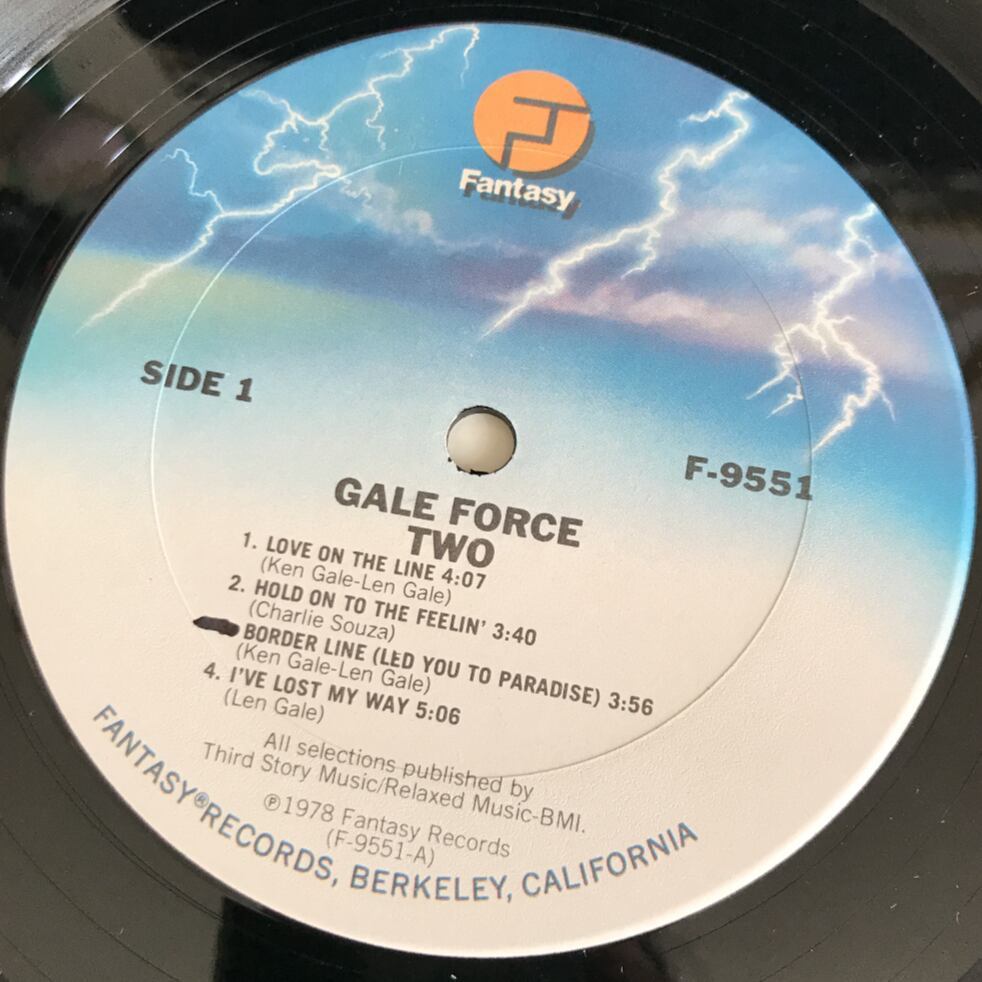 Fantasy
SIDE 1
F-9551
GALE FORCE
TWO
1. LOVE ON THE LINE 4:07
(Ken Gale-Len Gale)
2. HOLD ON TO THE FEELIN' 3:40
(Charlie Souza)
BORDER LINE (LED YOU TO PARADISE) 3:56
(Ken Gale-Len Gale)
4. I'VE LOST MY WAY 5:06
(Len Gale)
All selections published by
Third Story Music/Relaxed Music-BMI.
℗1978 Fantasy Records
(F-9551-A)
FANTASY® RECORDS, BERKELEY, CALIFORNIA